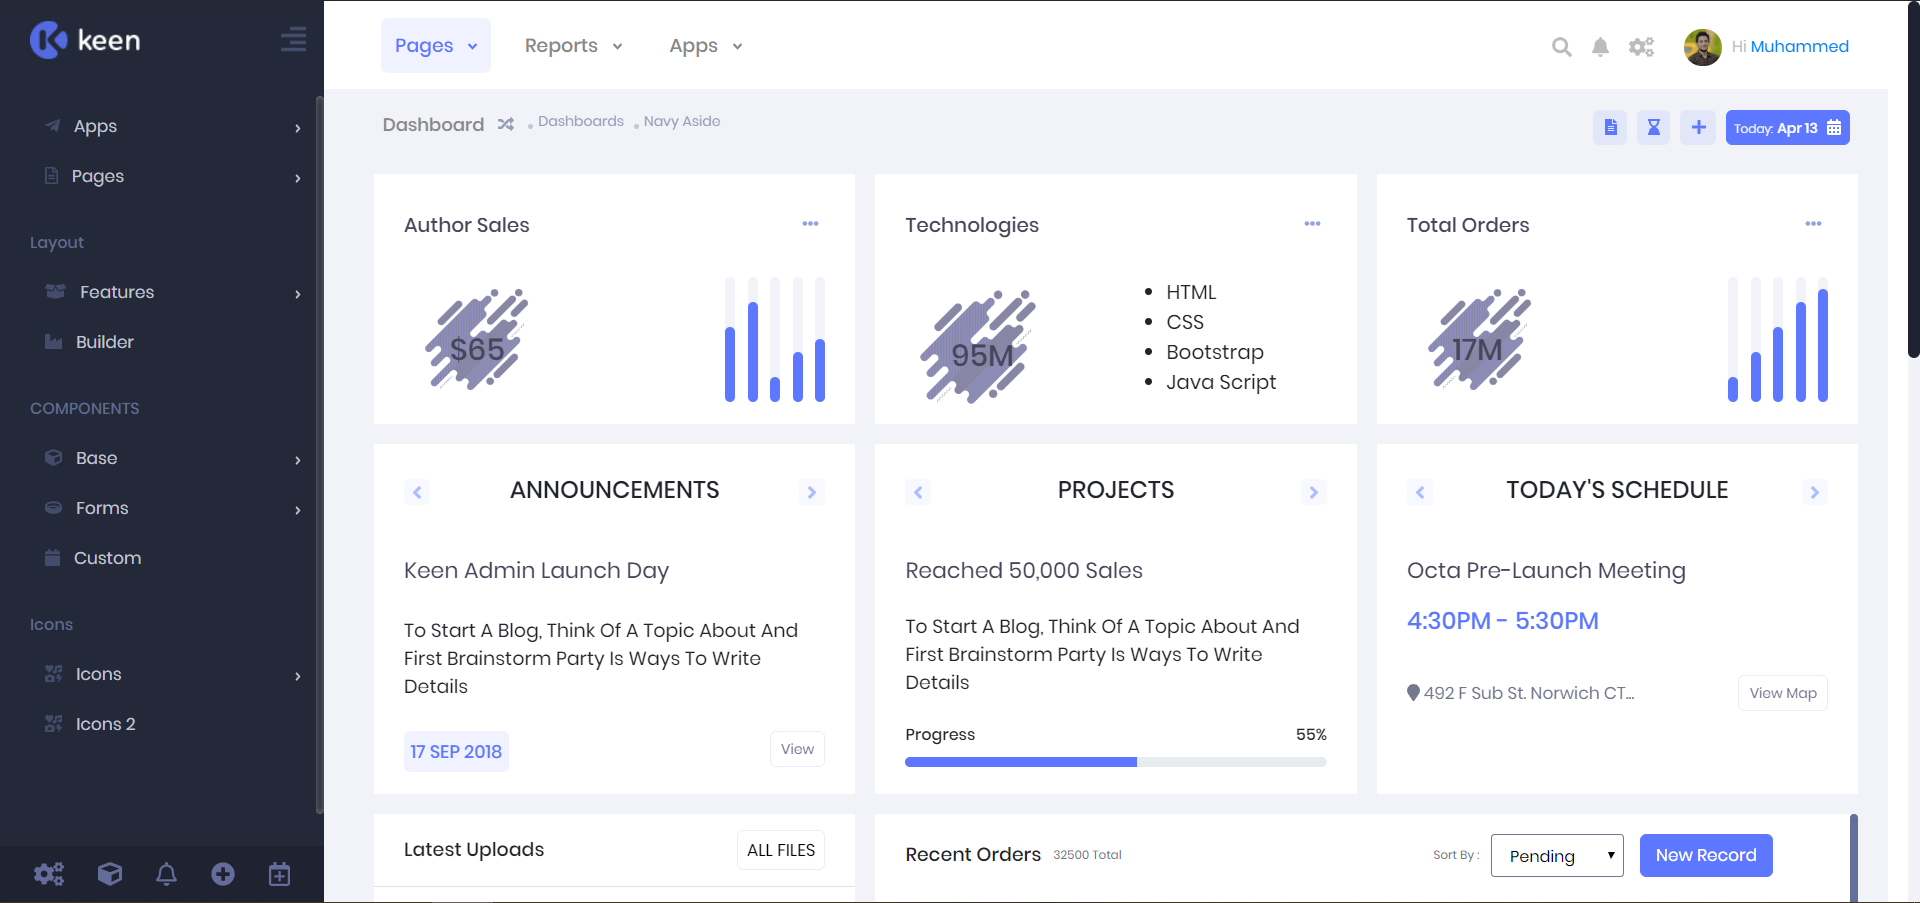 keen
Apps
Pages
Layout
Features
Builder
COMPONENTS
Base
Forms
Custom
Icons
Icons
Icons 2
Pages
Reports
Apps
Hi Muhammed
Dashboard
Dashboards
Navy Aside
Today: Apr 13
Author Sales
$65
Technologies
95M
HTML
CSS
Bootstrap
Java Script
Total Orders
17M
ANNOUNCEMENTS
Keen Admin Launch Day
To Start A Blog, Think Of A Topic About And
First Brainstorm Party Is Ways To Write
Details
17 SEP 2018
View
PROJECTS
Reached 50,000 Sales
To Start A Blog, Think Of A Topic About And
First Brainstorm Party Is Ways To Write
Details
Progress 55%
TODAY'S SCHEDULE
Octa Pre-Launch Meeting
4:30PM - 5:30PM
492 F Sub St. Norwich CT...
View Map
Latest Uploads
ALL FILES
Recent Orders 32500 Total
Sort By :
Pending
New Record